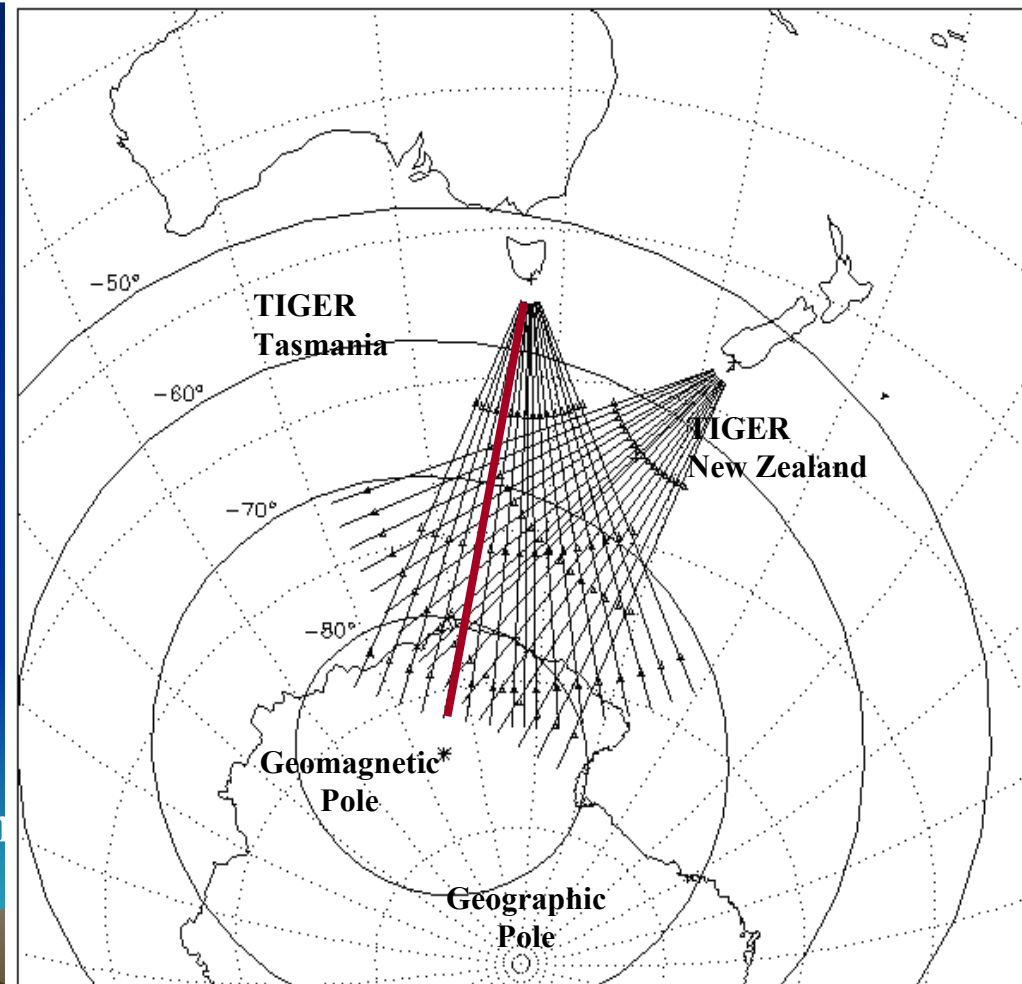 -50°
TIGER
Tasmania
-60°
TIGER
New Zealand
-70°
-80°
Geomagnetic
Pole
Geographic
Pole